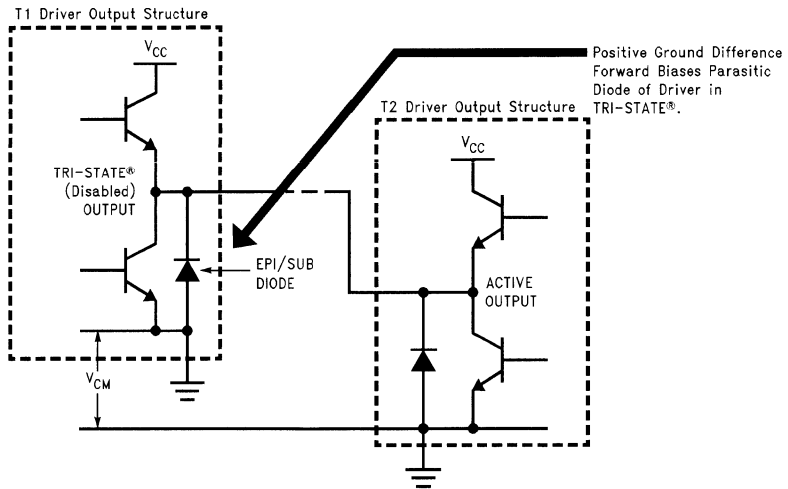 T1 Driver Output Structure
VCC
TRI-STATE®
(Disabled)
OUTPUT
EPI/SUB
DIODE
VCM
Positive Ground Difference
Forward Biases Parasitic
Diode of Driver in
TRI-STATE®.
T2 Driver Output Structure
VCC
ACTIVE
OUTPUT